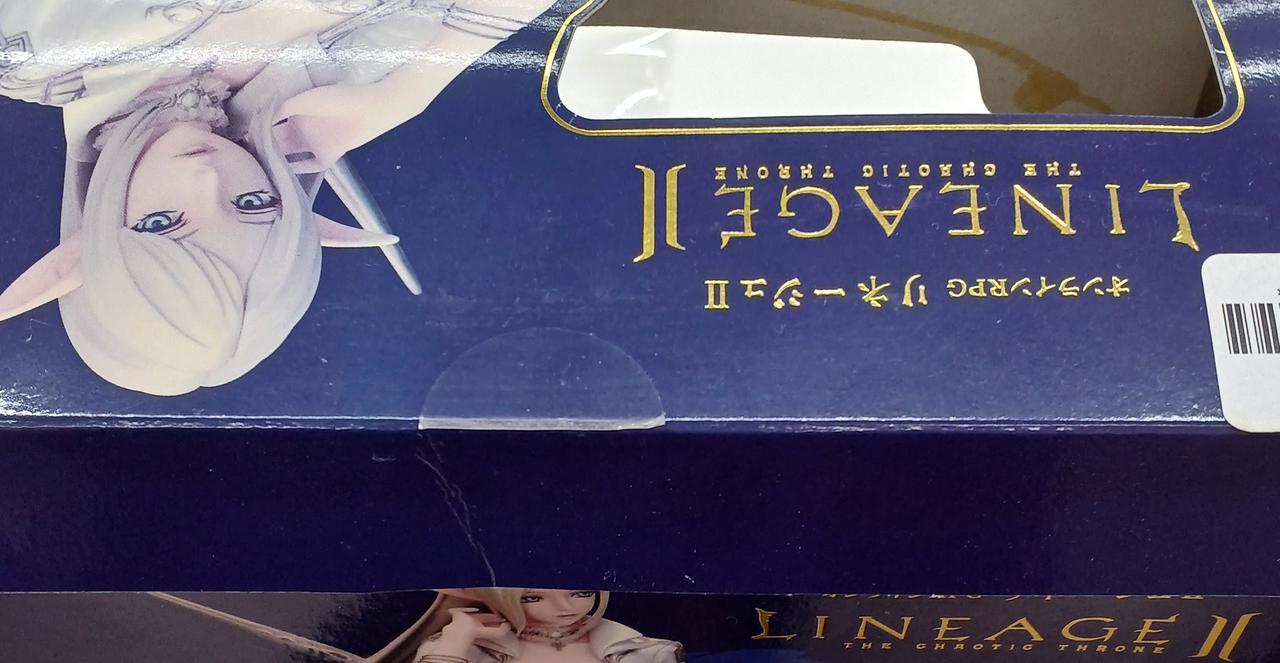 オンラインRPG リネージュII
LINEAGE II
THE CHAOTIC THRONE
LINEAGE II
THE CHAOTIC THRONE